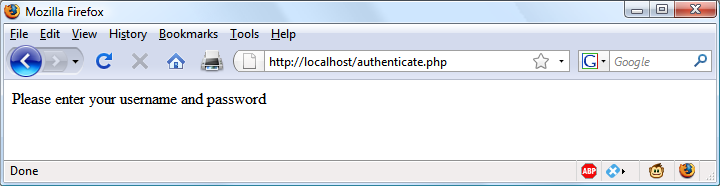 Mozilla Firefox
File Edit View History Bookmarks Tools Help
http://localhost/authenticate.php G Google
Please enter your username and password
Done ABP